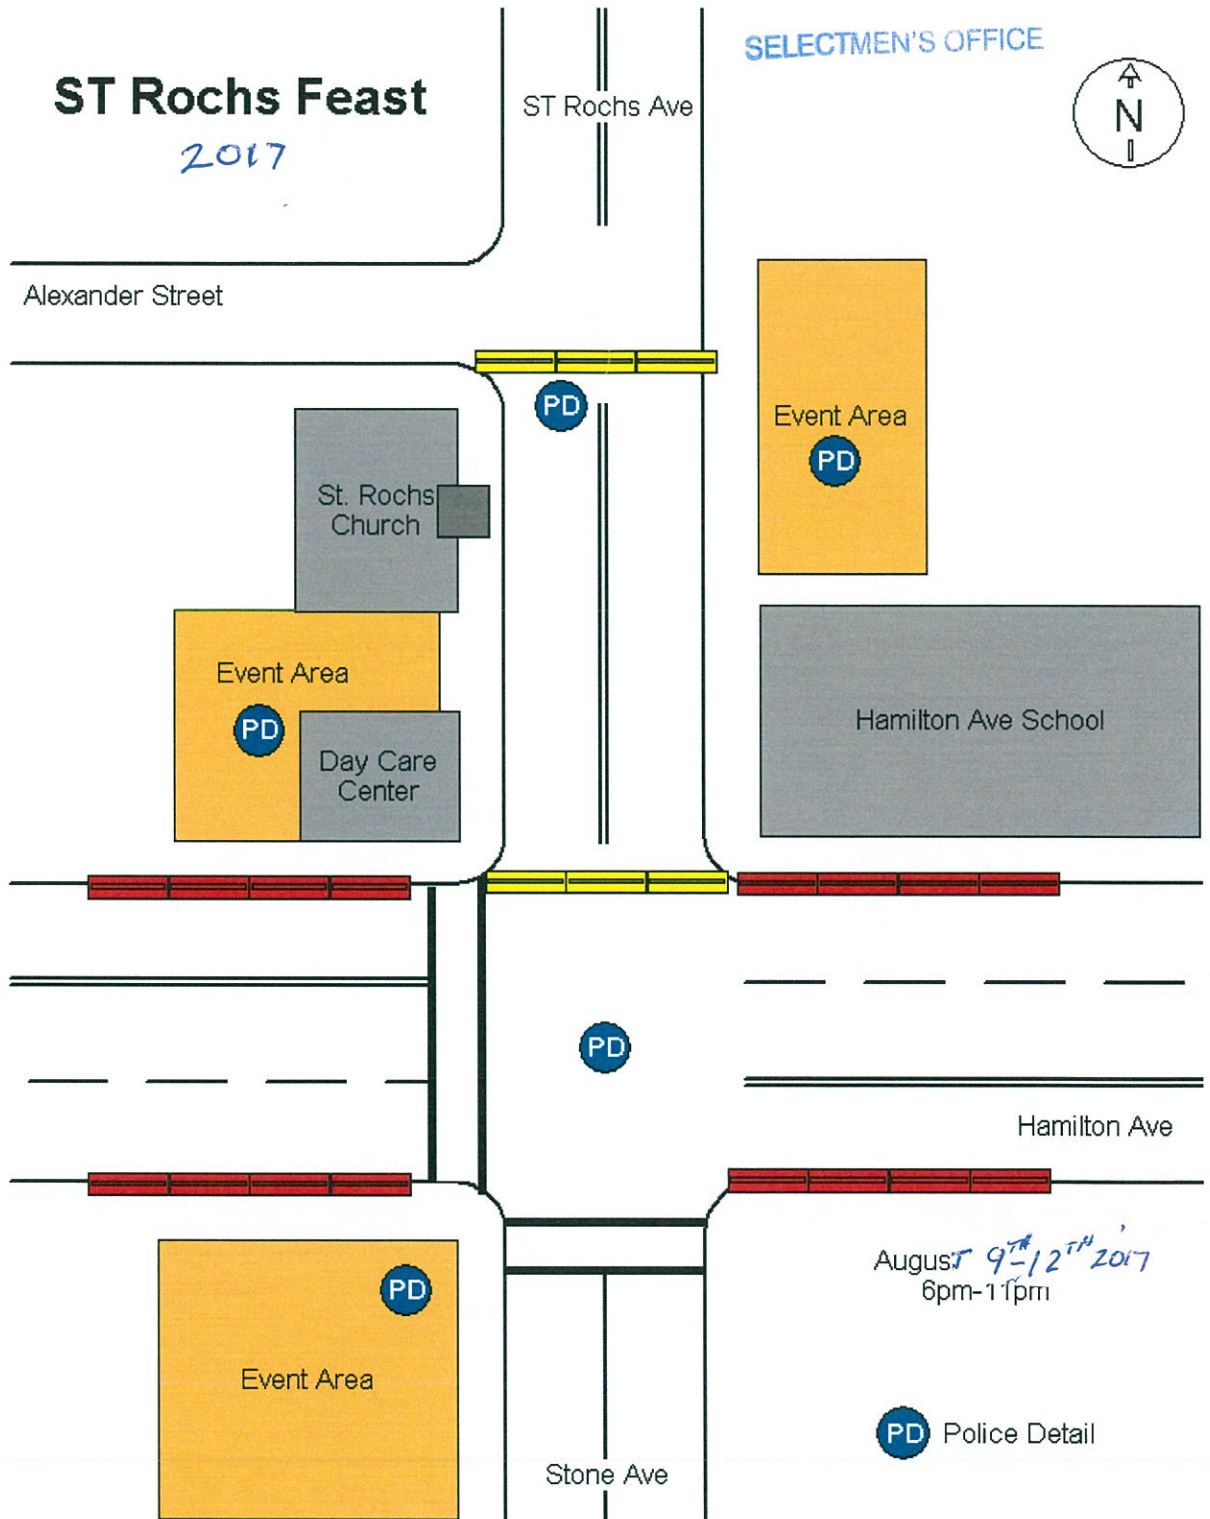 SELECTMEN'S OFFICE
ST Rochs Feast
2017
ST Rochs Ave
N
Alexander Street
PD
Event Area
PD
St. Rochs
Church
Event Area
PD
Day Care
Center
Hamilton Ave School
PD
Hamilton Ave
August 9TH-12TH 2017
6pm-11pm
PD
Event Area
PD Police Detail
Stone Ave